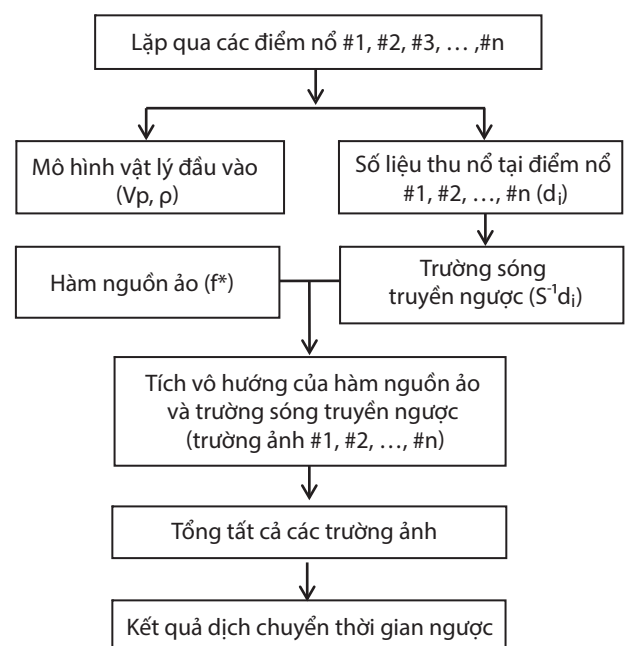 Lặp qua các điểm nổ #1, #2, #3, … ,#n
Mô hình vật lý đầu vào
(Vp, ρ)
Số liệu thu nổ tại điểm nổ
#1, #2, …, #n (dᵢ)
Hàm nguồn ảo (f*)
Trường sóng
truyền ngược (S⁻¹dᵢ)
Tích vô hướng của hàm nguồn ảo
và trường sóng truyền ngược
(trường ảnh #1, #2, …, #n)
Tổng tất cả các trường ảnh
Kết quả dịch chuyển thời gian ngược